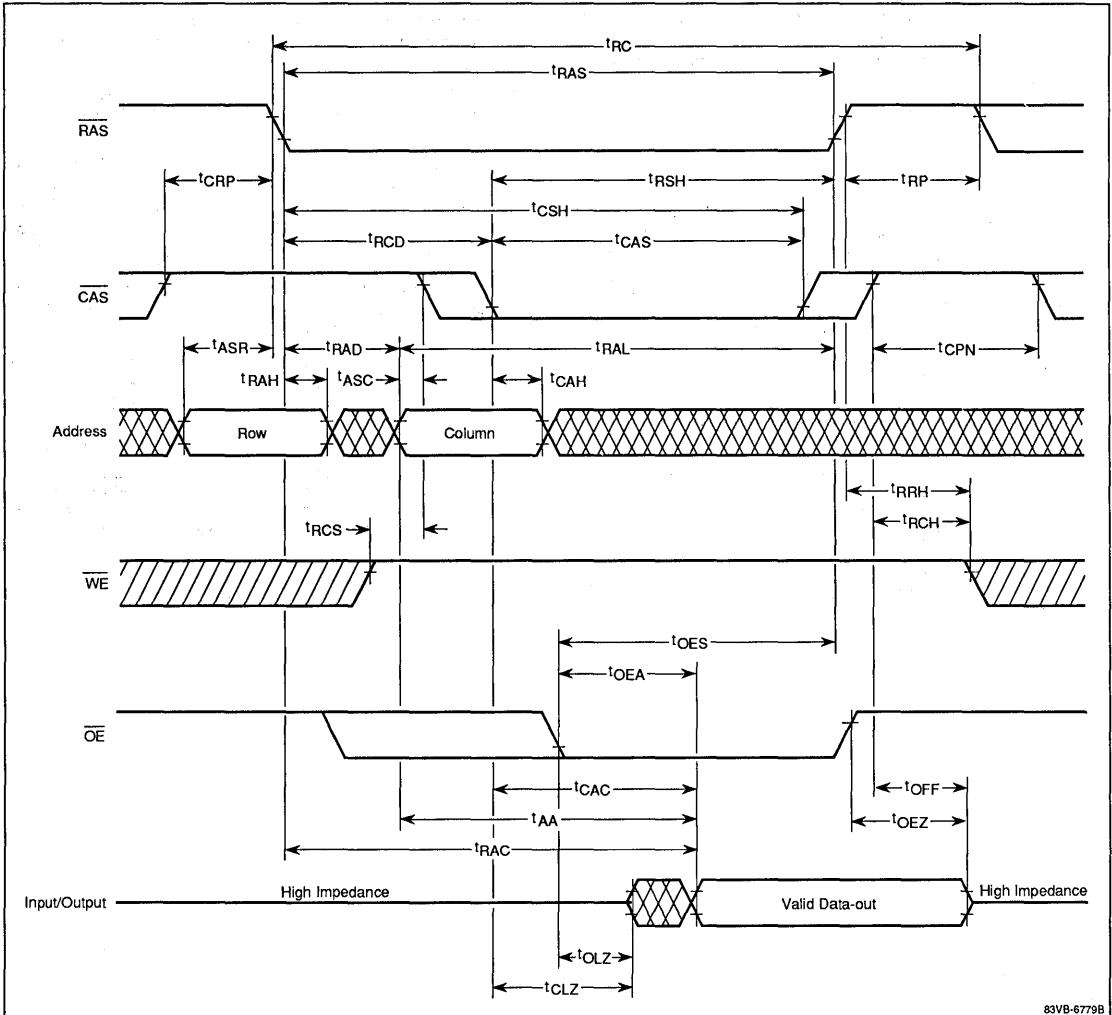 tRC
tRAS
RAS
tCRP
tRSH
tRP
tCSH
tRCD
tCAS
CAS
tASR
tRAD
tRAL
tCPN
tRAH
tASC
tCAH
Address
Row
Column
tRRH
tRCS
tRCH
WE
tOES
tOEA
OE
tCAC
tOFF
tAA
tOEZ
tRAC
Input/Output
High Impedance
Valid Data-out
High Impedance
tOLZ
tCLZ
83VB-6779B